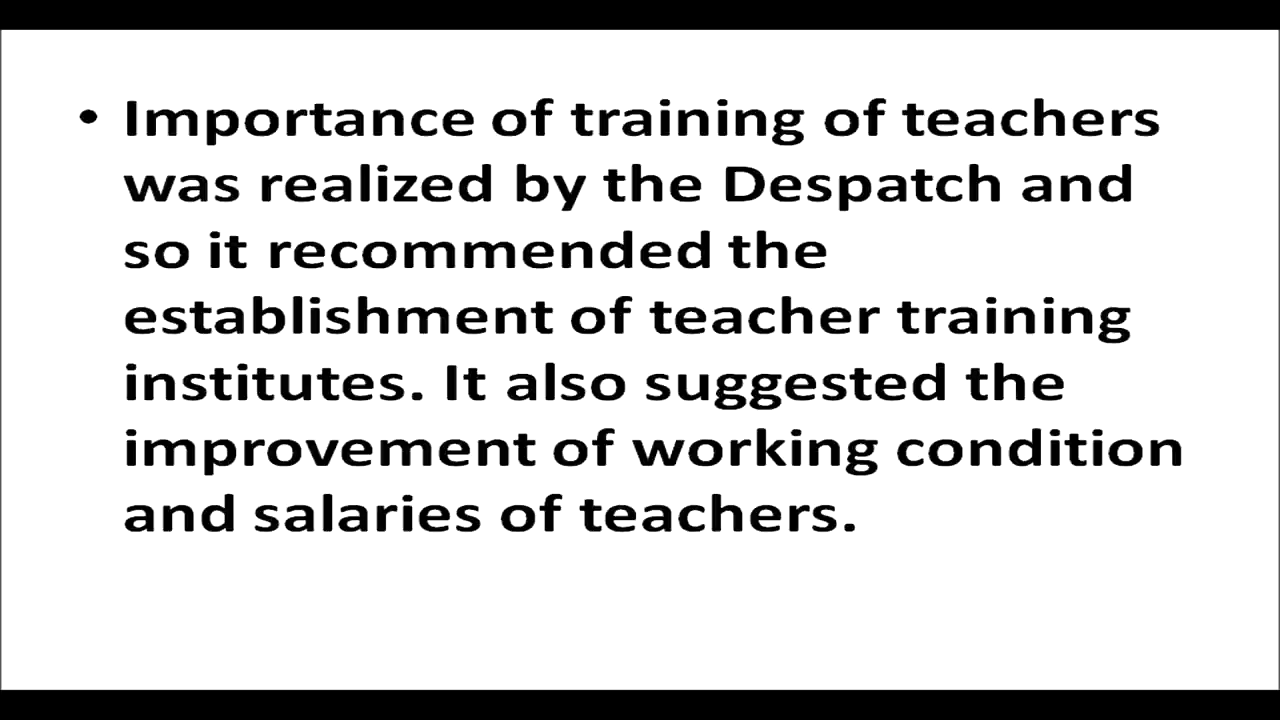 • Importance of training of teachers
was realized by the Despatch and
so it recommended the
establishment of teacher training
institutes. It also suggested the
improvement of working condition
and salaries of teachers.